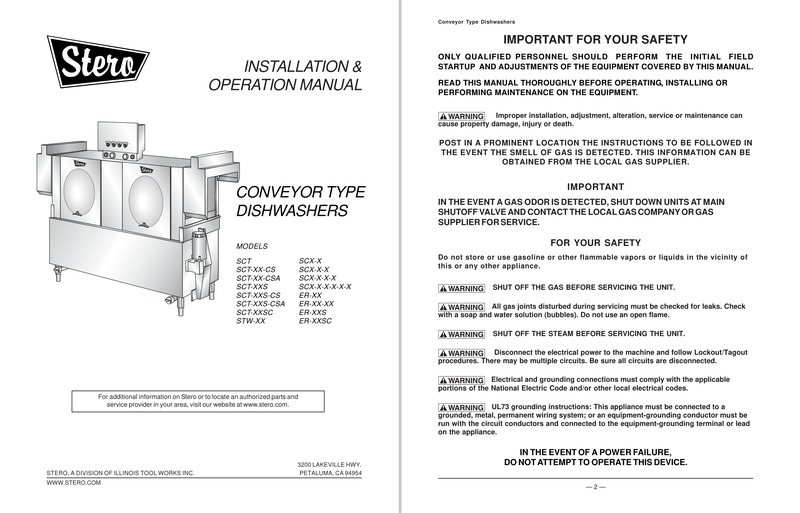 Stero
INSTALLATION &
OPERATION MANUAL
CONVEYOR TYPE
DISHWASHERS
MODELS
SCT SCX-X
SCT-XX-CS SCX-X-X
SCT-XX-CSA SCX-X-X-X
SCT-XXS SCX-X-X-X-X-X
SCT-XXS-CS ER-XX
SCT-XXS-CSA ER-XX-XX
SCT-XXSC ER-XXS
STW-XX ER-XXSC
For additional information on Stero or to locate an authorized parts and
service provider in your area, visit our website at www.stero.com.
3200 LAKEVILLE HWY.
STERO, A DIVISION OF ILLINOIS TOOL WORKS INC. PETALUMA, CA 94954
WWW.STERO.COM
Conveyor Type Dishwashers
IMPORTANT FOR YOUR SAFETY
ONLY QUALIFIED PERSONNEL SHOULD PERFORM THE INITIAL FIELD
STARTUP AND ADJUSTMENTS OF THE EQUIPMENT COVERED BY THIS MANUAL.
READ THIS MANUAL THOROUGHLY BEFORE OPERATING, INSTALLING OR
PERFORMING MAINTENANCE ON THE EQUIPMENT.
WARNING Improper installation, adjustment, alteration, service or maintenance can
cause property damage, injury or death.
POST IN A PROMINENT LOCATION THE INSTRUCTIONS TO BE FOLLOWED IN
THE EVENT THE SMELL OF GAS IS DETECTED. THIS INFORMATION CAN BE
OBTAINED FROM THE LOCAL GAS SUPPLIER.
IMPORTANT
IN THE EVENT A GAS ODOR IS DETECTED, SHUT DOWN UNITS AT MAIN
SHUTOFF VALVE AND CONTACT THE LOCAL GAS COMPANY OR GAS
SUPPLIER FOR SERVICE.
FOR YOUR SAFETY
Do not store or use gasoline or other flammable vapors or liquids in the vicinity of
this or any other appliance.
WARNING SHUT OFF THE GAS BEFORE SERVICING THE UNIT.
WARNING All gas joints disturbed during servicing must be checked for leaks. Check
with a soap and water solution (bubbles). Do not use an open flame.
WARNING SHUT OFF THE STEAM BEFORE SERVICING THE UNIT.
WARNING Disconnect the electrical power to the machine and follow Lockout/Tagout
procedures. There may be multiple circuits. Be sure all circuits are disconnected.
WARNING Electrical and grounding connections must comply with the applicable
portions of the National Electric Code and/or other local electrical codes.
WARNING UL73 grounding instructions: This appliance must be connected to a
grounded, metal, permanent wiring system; or an equipment-grounding conductor must be
run with the circuit conductors and connected to the equipment-grounding terminal or lead
on the appliance.
IN THE EVENT OF A POWER FAILURE,
DO NOT ATTEMPT TO OPERATE THIS DEVICE.
— 2 —